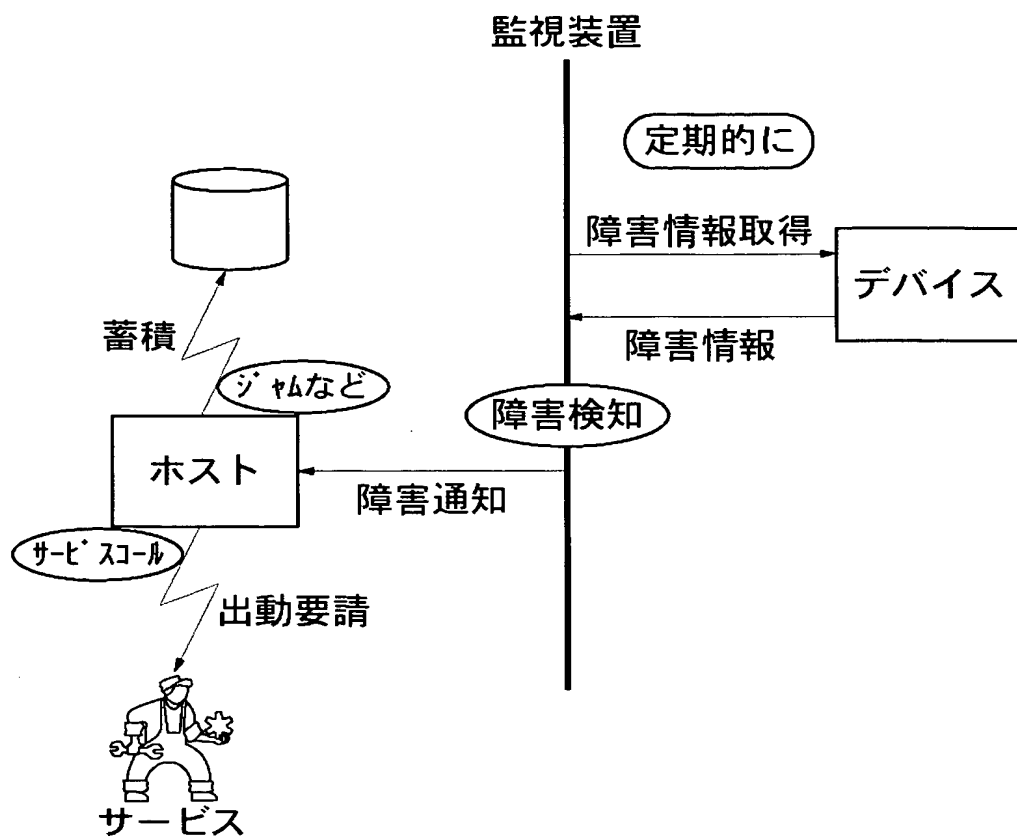 監視装置
定期的に
障害情報取得
デバイス
障害情報
蓄積
ｼﾞｬﾑなど
障害検知
ホスト
障害通知
ｻｰﾋﾞｽｺｰﾙ
出動要請
サービス